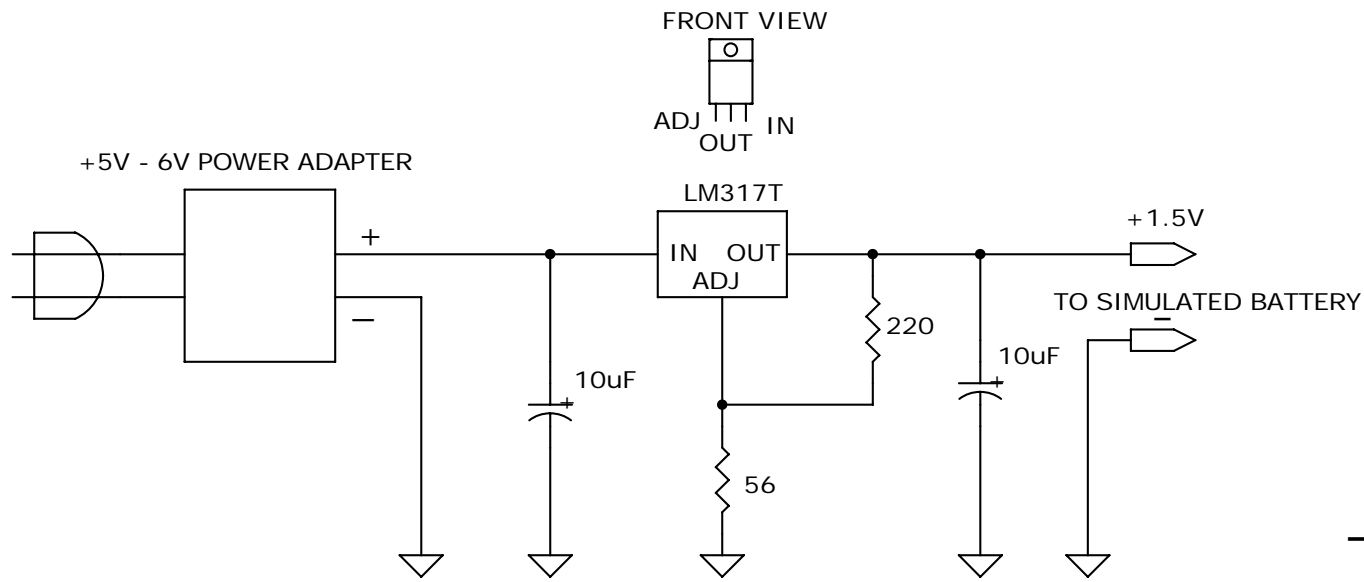 FRONT VIEW
ADJ
OUT
IN
+5V - 6V POWER ADAPTER
LM317T
+
IN OUT
ADJ
+1.5V
TO SIMULATED BATTERY
−
−
220
10uF
+
10uF
+
56